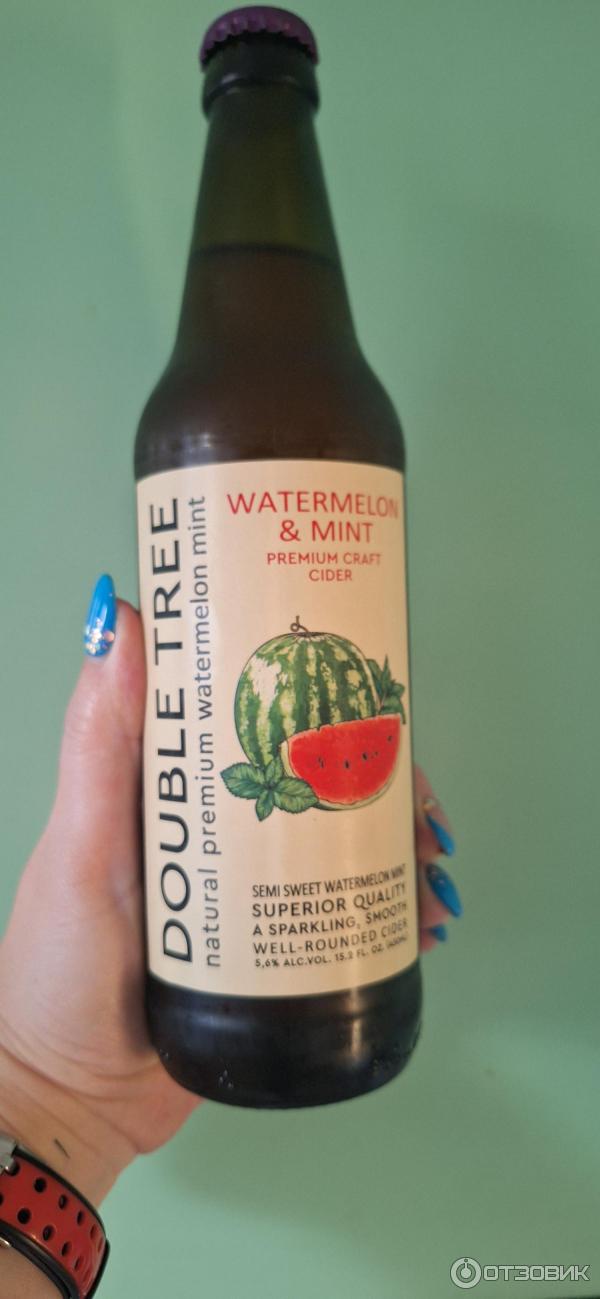 DOUBLE TREE
natural premium watermelon mint
WATERMELON
& MINT
PREMIUM CRAFT
CIDER
SEMI SWEET WATERMELON MINT
SUPERIOR QUALITY
A SPARKLING, SMOOTH
WELL-ROUNDED CIDER
5,6% ALC.VOL. 15.2 FL. OZ. (450ML)
ОТЗОВИК